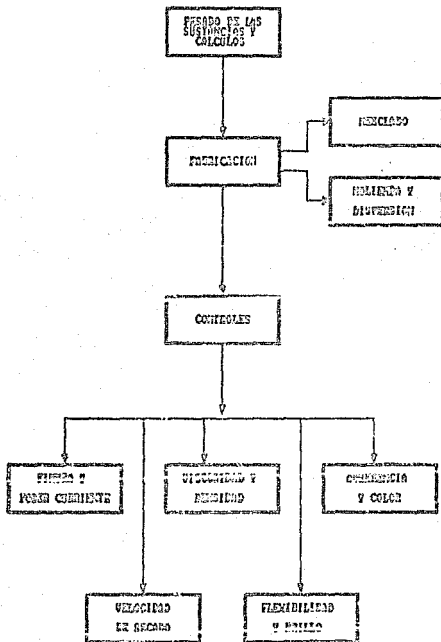 PESADO DE LAS
SUSTANCIAS Y
CALCULOS
MEZCLADO
FABRICACION
MOLIENDA Y
DISPERSION
CONTROLES
FINEZA Y
PODER CUBRIENTE
VISCOSIDAD Y
DENSIDAD
Y COLOR
VELOCIDAD
DE SECADO
FLEXIBILIDAD
Y BRILLO